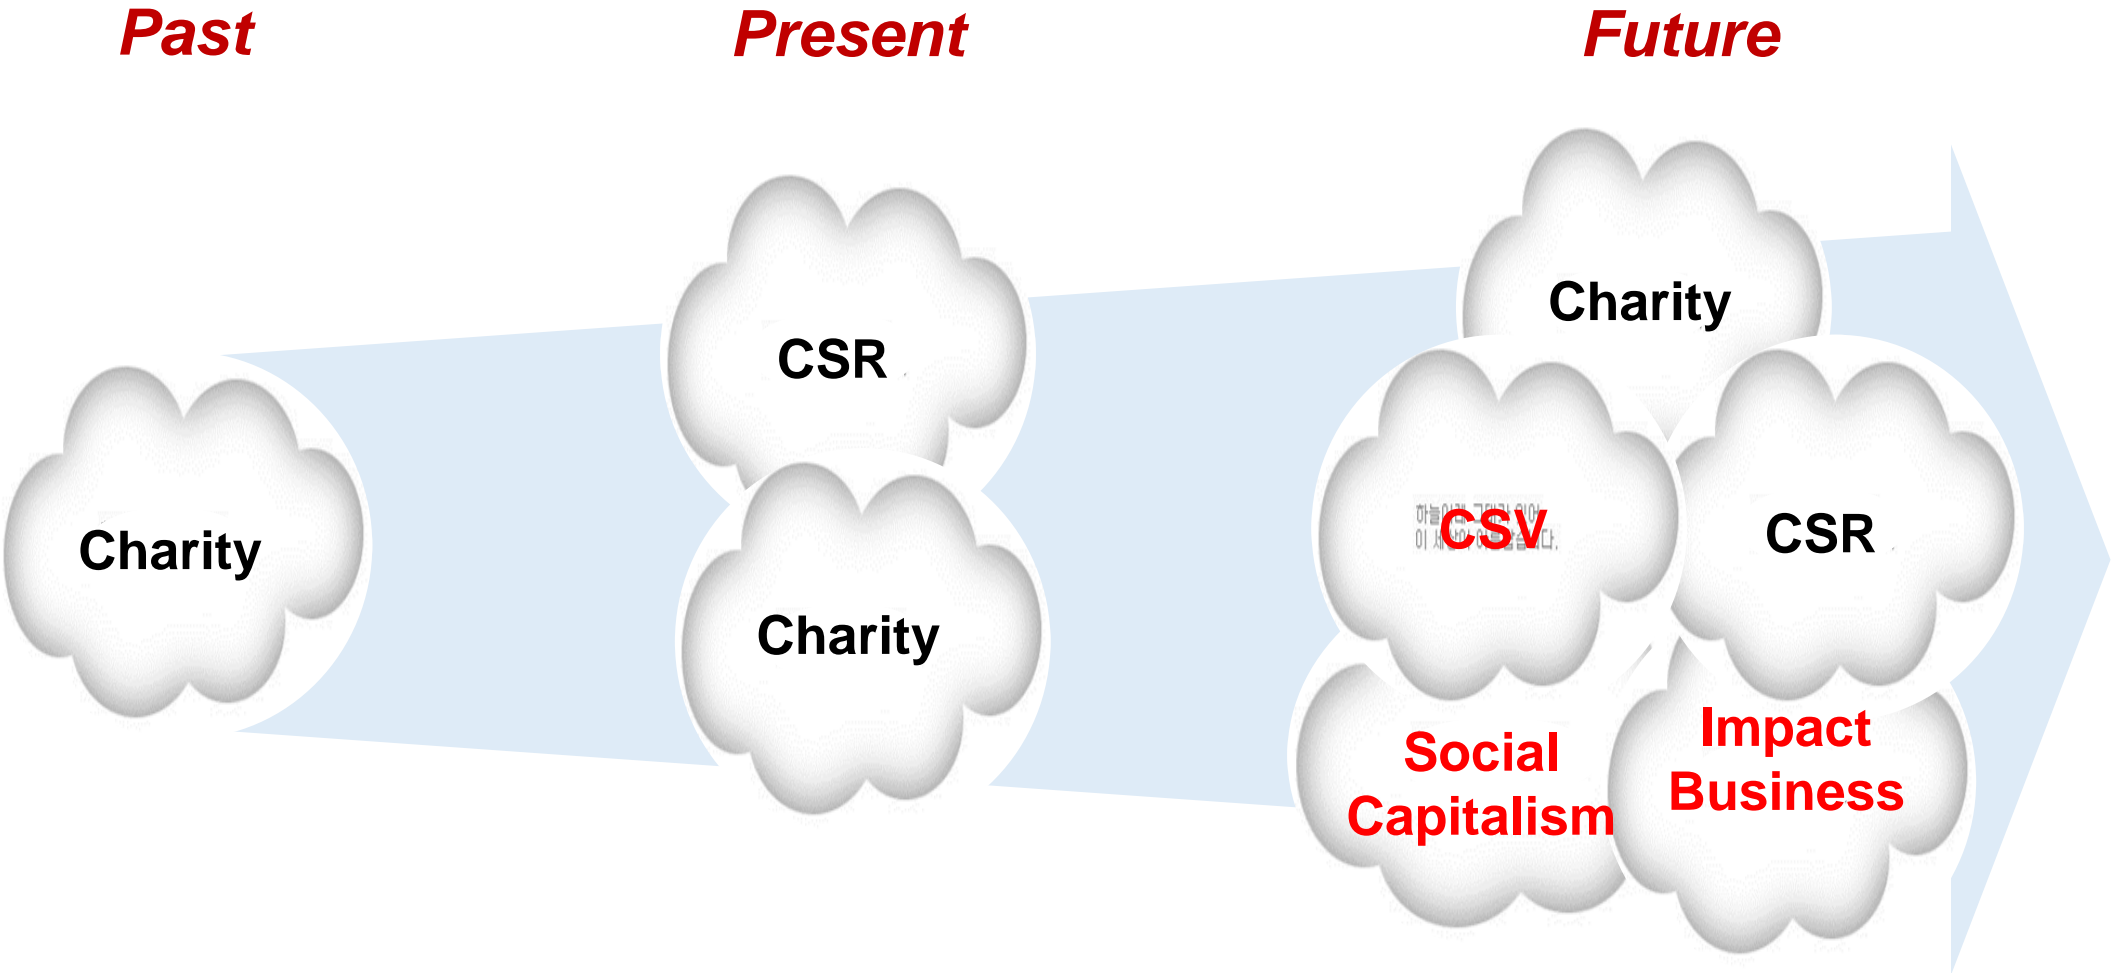 Past
Present
Future
Charity
CSR
Charity
Charity
CSV
CSR
Social
Capitalism
Impact
Business